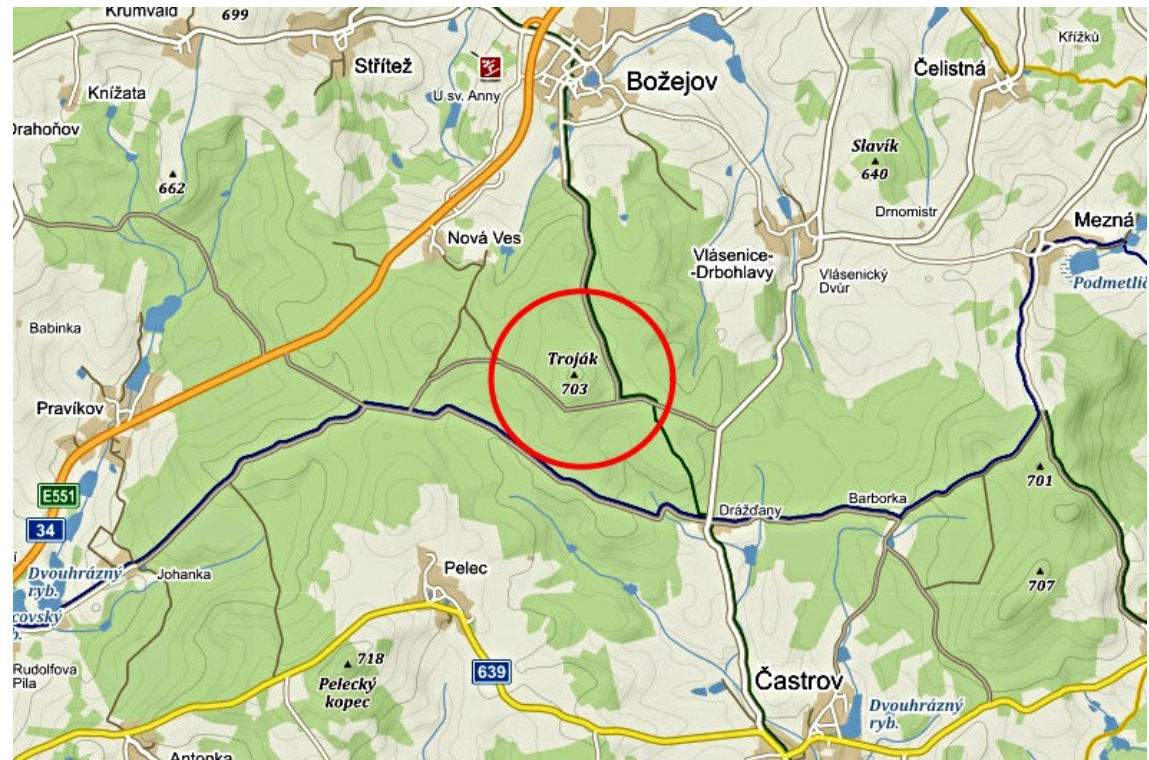 Krumvald
699
Střítež
Knížata
U sv. Anny
Božejov
Čelistná
Křížků
Drahoňov
662
Slavík
640
Drnomistr
Mezná
Nová Ves
Vlásenice-
-Drbohlavy
Vlásenický
Dvůr
Podmetlič
Babinka
Troják
703
Pravíkov
E551
34
701
Barborka
Drážďany
Dvouhrázný
ryb.
Johanka
Pelec
707
covský
b.
Rudolfova
Pila
718
Pelecký
kopec
639
Častrov
Dvouhrázný
ryb.
Antonka